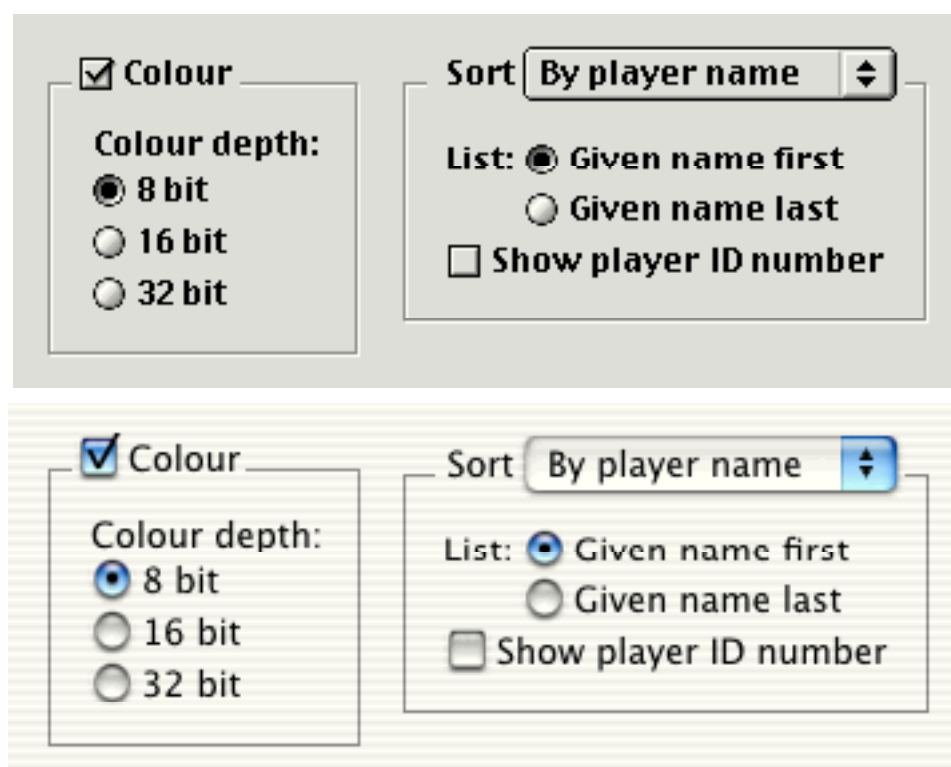 Colour
Colour depth:
8 bit
16 bit
32 bit
Sort By player name
List: Given name first
Given name last
Show player ID number
Colour
Colour depth:
8 bit
16 bit
32 bit
Sort By player name
List: Given name first
Given name last
Show player ID number